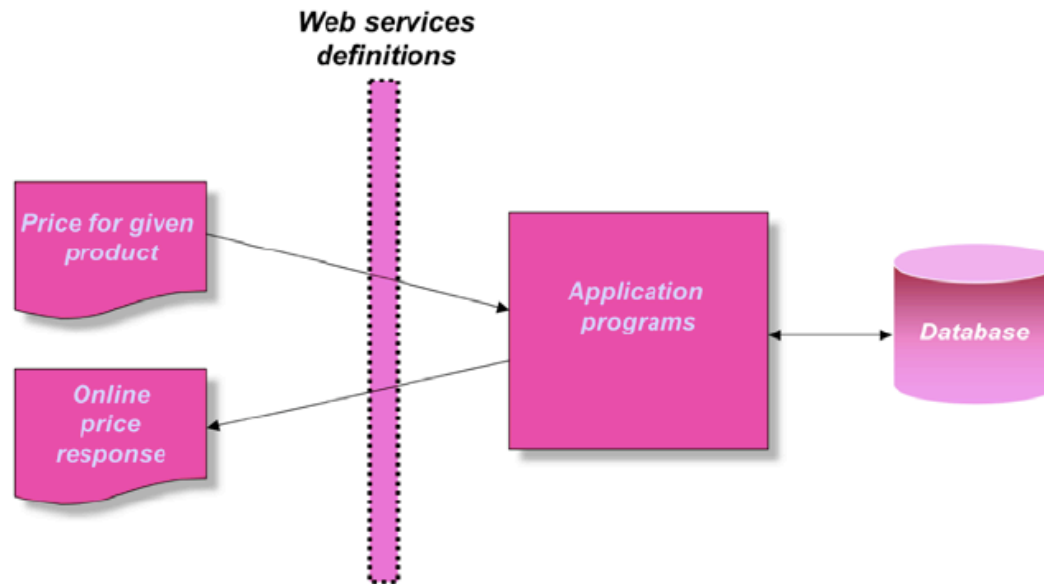 Web services
definitions
Price for given
product
Application
programs
Database
Online
price
response